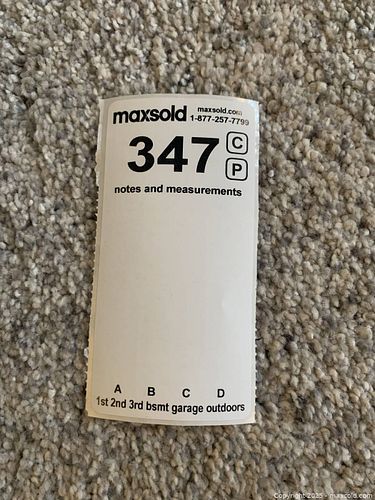 maxsold maxsold.com
1-877-257-7799
347 C
P
notes and measurements
A B C D
1st 2nd 3rd bsmt garage outdoors
Copyright 2025 - maxsold.com